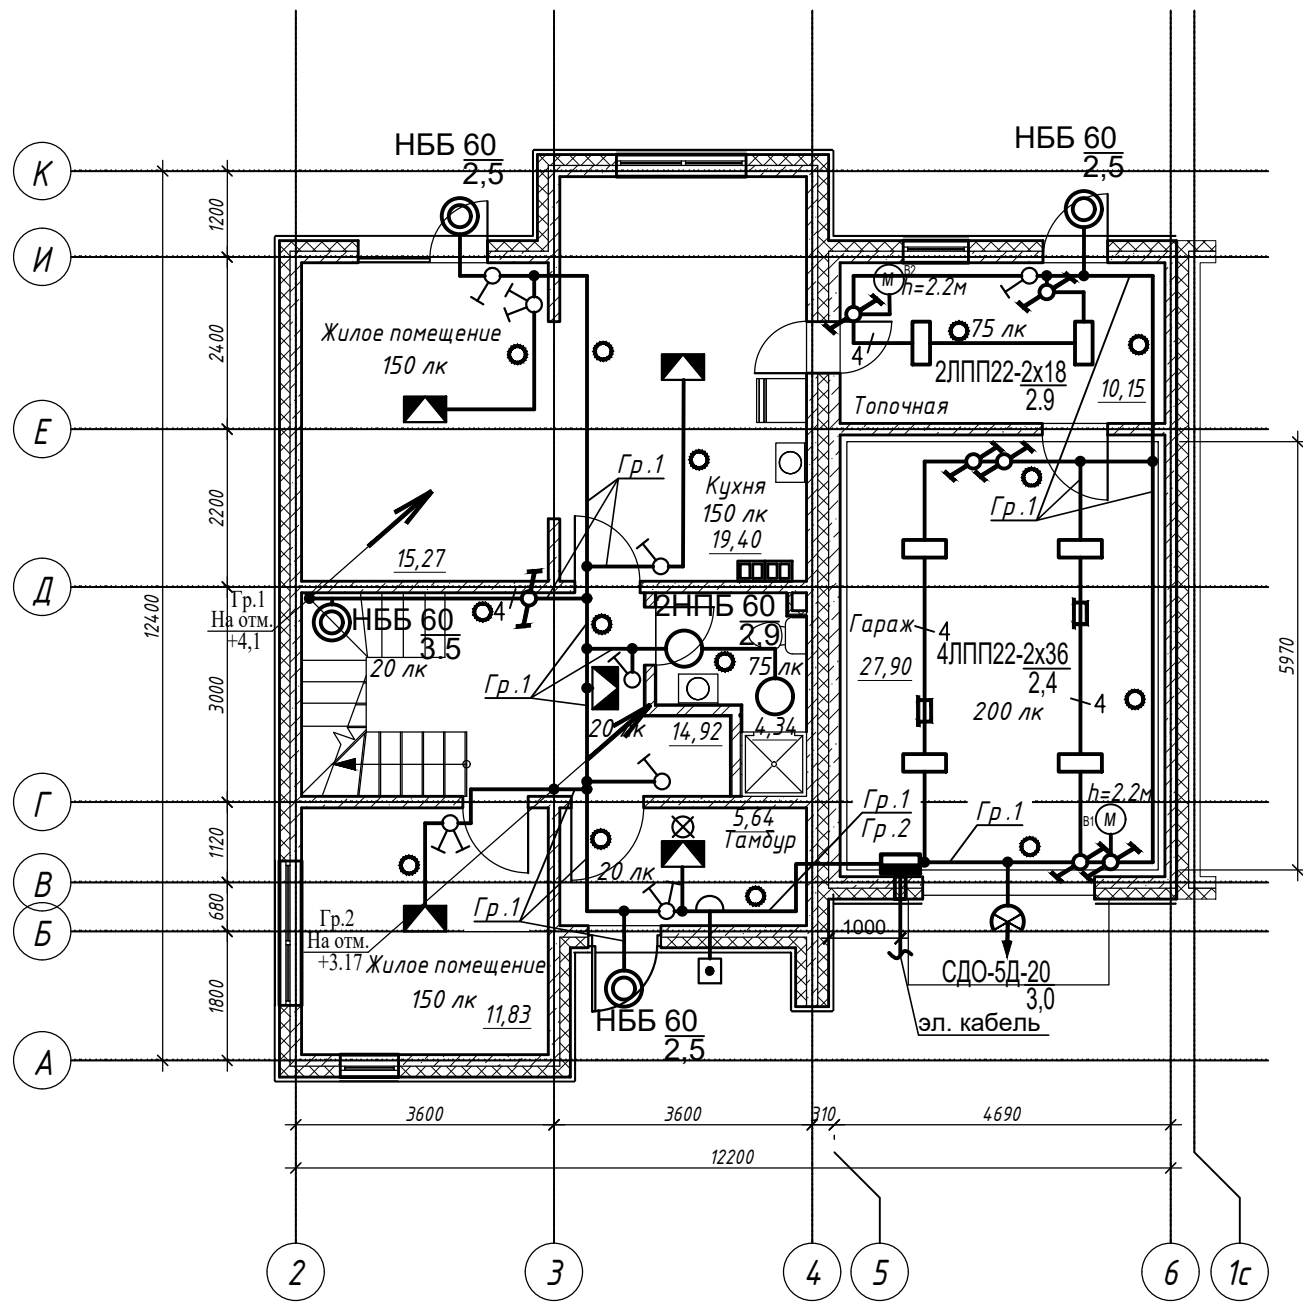 НББ 60
2,5
НББ 60
2,5
К
И
Е
Д
Г
В
Б
А
1200
2400
2200
3000
1120
680
1800
12400
5970
Жилое помещение
150 лк
15,27
В2
М
h=2.2м
75 лк
4
2ЛПП22-2х18
2.9
10,15
Топочная
Гр.1
Кухня
150 лк
19,40
Гр.1
Гр.1
На отм.
+4,1
НББ 60
3.5
20 лк
4
2НПБ 60
2,9
75 лк
Гараж
4
4ЛПП22-2х36
2,4
27,90
200 лк
4
Гр.1
20 лк
14,92
4,34
5,64
Тамбур
20 лк
Гр.1
Гр.2
Гр.1
h=2.2м
В1
М
Гр.1
Гр.2
На отм.
+3.17
Жилое помещение
150 лк
11,83
НББ 60
2,5
1000
СДО-5Д-20
3,0
эл. кабель
3600
3600
310
4690
12200
2
3
4
5
6
1с